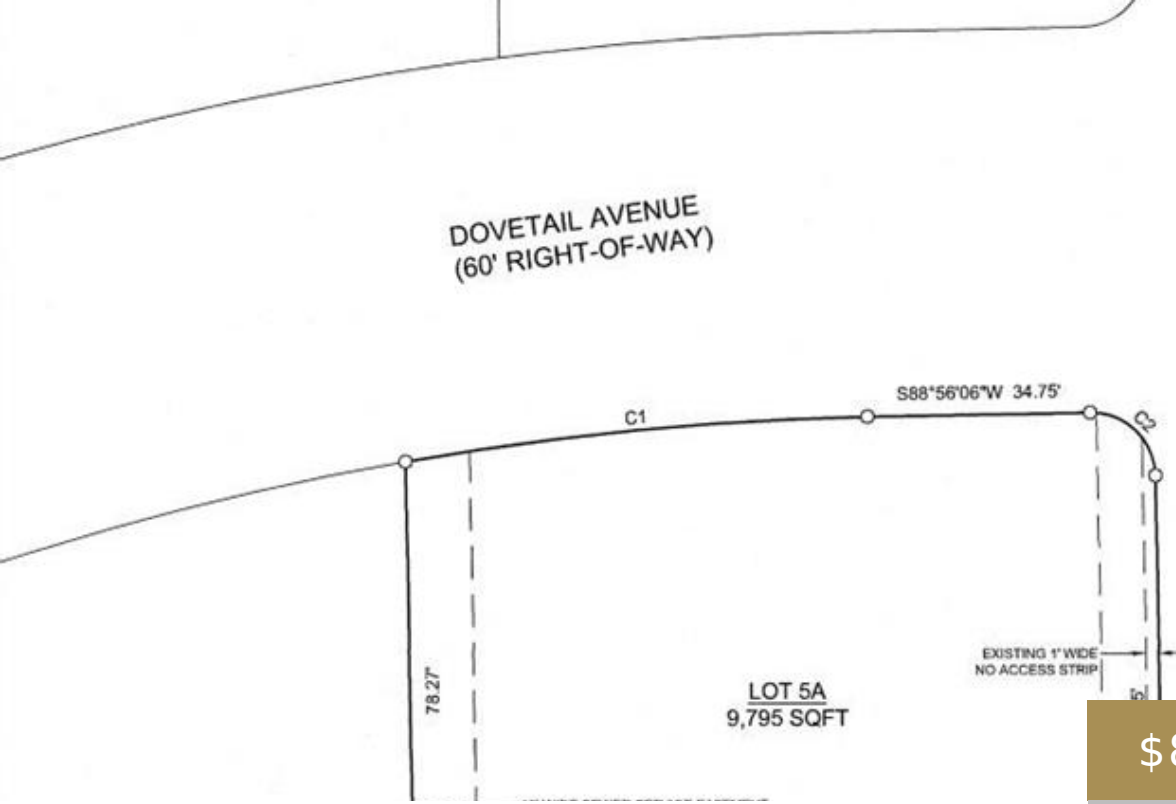 DOVETAIL AVENUE
(60' RIGHT-OF-WAY)
S88°56'06"W 34.75'
C1
C2
78.27'
EXISTING 1' WIDE
NO ACCESS STRIP
LOT 5A
9,795 SQFT